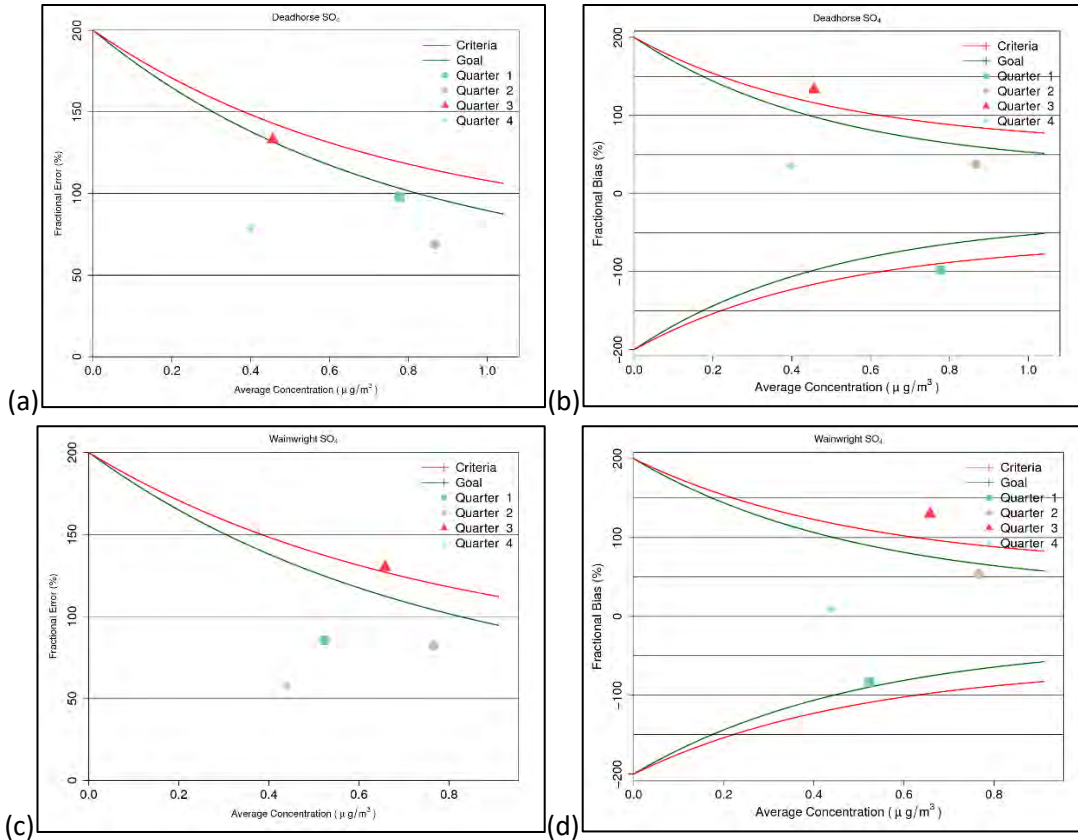 Deadhorse SO₄
Fractional Error (%)
200
150
100
50
0
Criteria
Goal
Quarter 1
Quarter 2
Quarter 3
Quarter 4
0.0 0.2 0.4 0.6 0.8 1.0
Average Concentration ( μ g/m³ )
(a)
Deadhorse SO₄
Fractional Bias (%)
200
100
0
-100
-200
Criteria
Goal
Quarter 1
Quarter 2
Quarter 3
Quarter 4
0.0 0.2 0.4 0.6 0.8 1.0
Average Concentration ( μ g/m³ )
(b)
Wainwright SO₄
Fractional Error (%)
200
150
100
50
0
Criteria
Goal
Quarter 1
Quarter 2
Quarter 3
Quarter 4
0.0 0.2 0.4 0.6 0.8
Average Concentration ( μ g/m³ )
(c)
Wainwright SO₄
Fractional Bias (%)
200
100
0
-100
-200
Criteria
Goal
Quarter 1
Quarter 2
Quarter 3
Quarter 4
0.0 0.2 0.4 0.6 0.8
Average Concentration ( μ g/m³ )
(d)